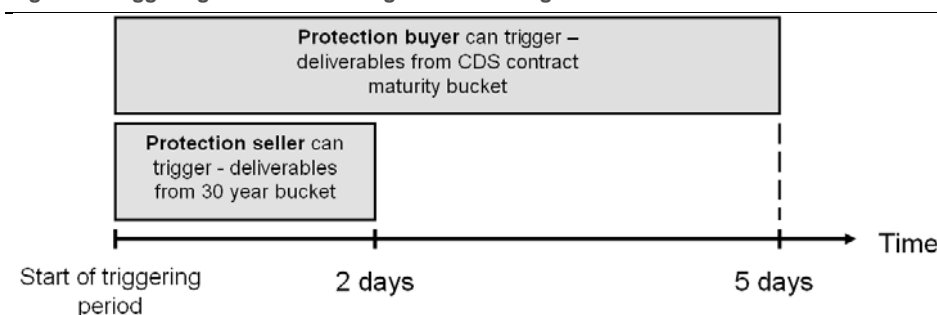 Protection buyer can trigger –
deliverables from CDS contract
maturity bucket
Protection seller can
trigger - deliverables
from 30 year bucket
Time
Start of triggering
period
2 days
5 days